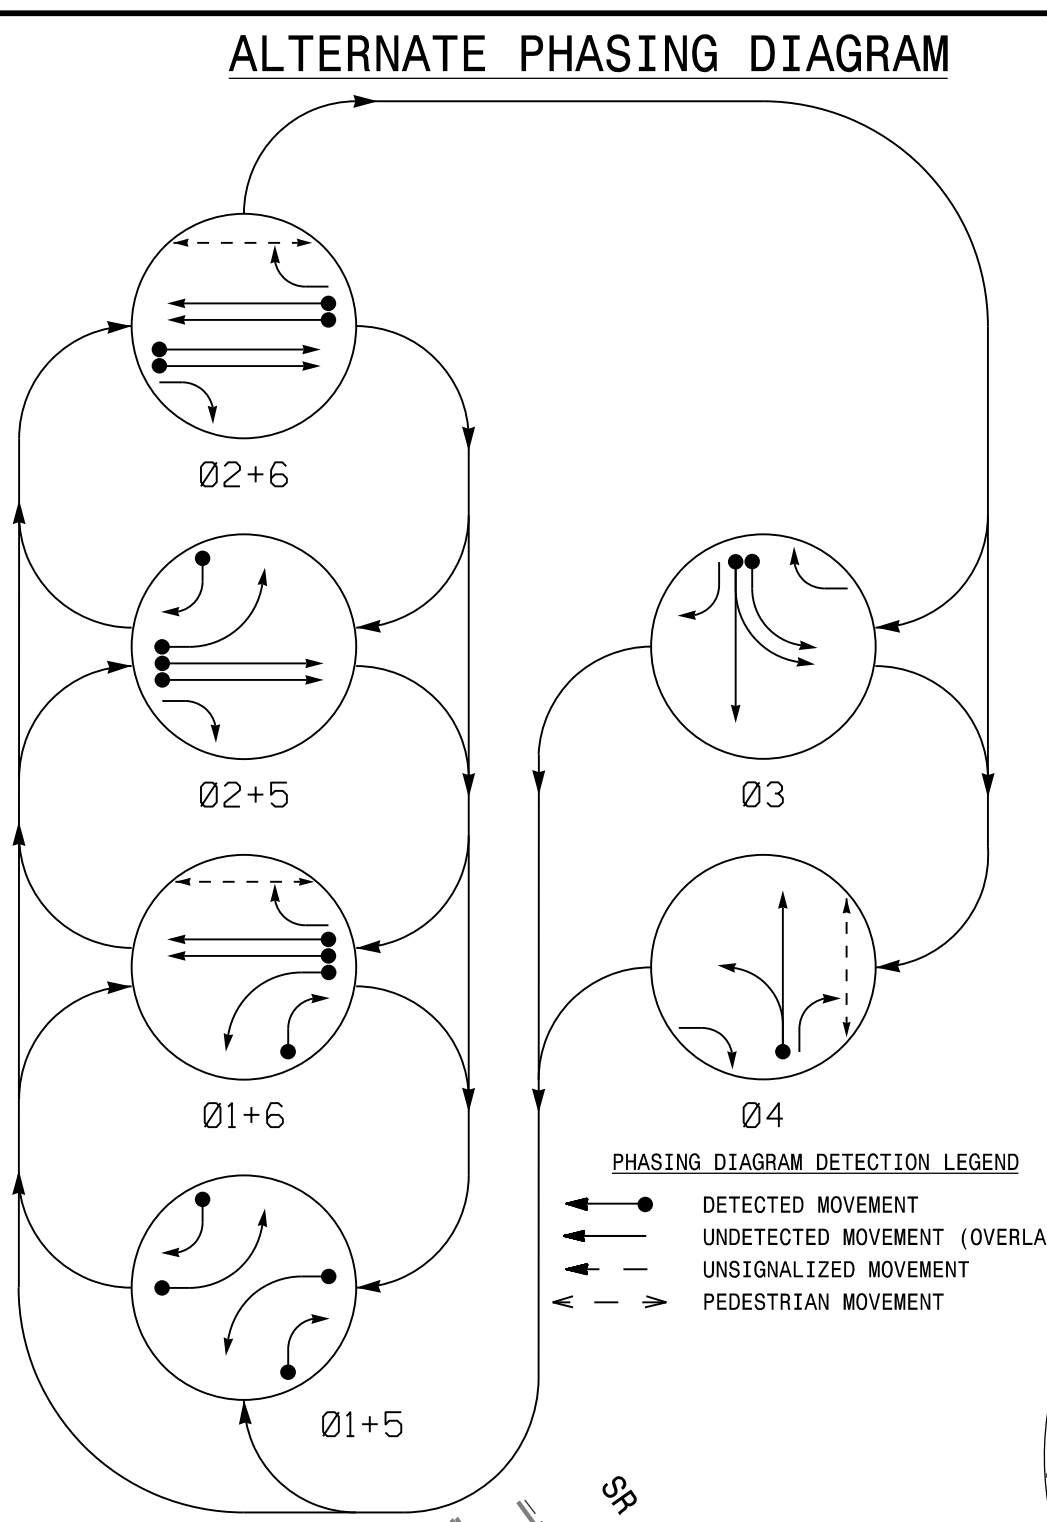 ALTERNATE PHASING DIAGRAM
Ø2+6
Ø2+5
Ø3
Ø1+6
Ø4
PHASING DIAGRAM DETECTION LEGEND
DETECTED MOVEMENT
UNDETECTED MOVEMENT (OVERLA
UNSIGNALIZED MOVEMENT
PEDESTRIAN MOVEMENT
Ø1+5
SR